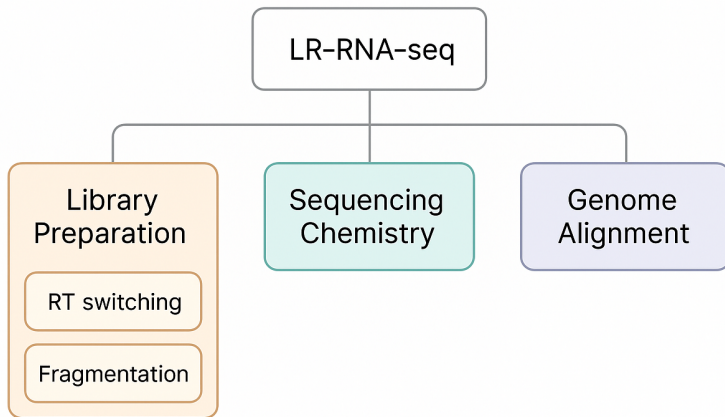 LR-RNA-seq
Library
Preparation
RT switching
Fragmentation
Sequencing
Chemistry
Genome
Alignment